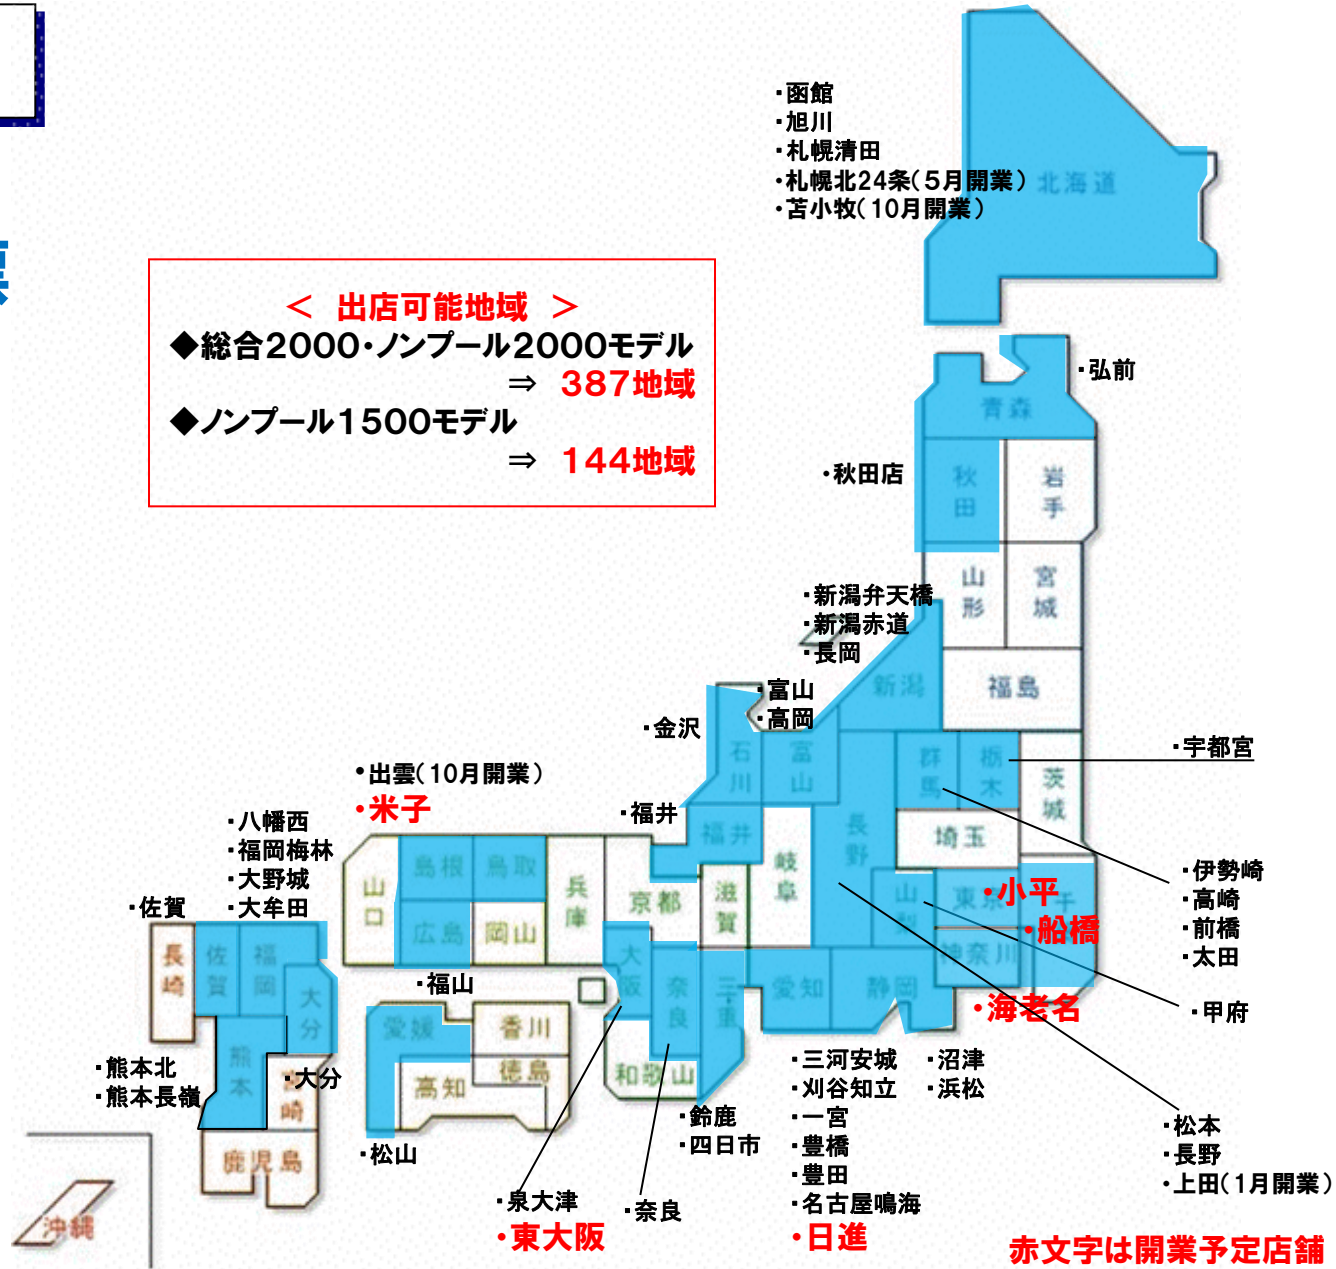 ・函館
・旭川
・札幌清田
・札幌北24条(5月開業)
・苫小牧(10月開業)
北海道
< 出店可能地域 >
◆総合2000・ノンプール2000モデル
⇒ 387地域
◆ノンプール1500モデル
⇒ 144地域
・弘前
青森
・秋田店
秋田
岩手
山形
宮城
・新潟弁天橋
・新潟赤道
・長岡
新潟
福島
・富山
・高岡
・金沢
石川
富山
群馬
栃木
茨城
・宇都宮
・出雲(10月開業)
・米子
・福井
福井
長野
埼玉
岐阜
・八幡西
・福岡梅林
・大野城
・大牟田
・佐賀
島根
鳥取
山口
広島
岡山
兵庫
京都
滋賀
山梨
東京
・小平
千
・船橋
神奈川
・海老名
・伊勢崎
・高崎
・前橋
・太田
・甲府
長崎
佐賀
福岡
大分
熊本
・福山
大阪
奈良
三重
愛知
静岡
愛媛
香川
徳島
高知
和歌山
・熊本北
・熊本長嶺
・大分
崎
鹿児島
沖縄
・松山
・鈴鹿
・四日市
・三河安城
・刈谷知立
・一宮
・豊橋
・豊田
・名古屋鳴海
・日進
・沼津
・浜松
・松本
・長野
・上田(1月開業)
・泉大津
・東大阪
・奈良
赤文字は開業予定店舗